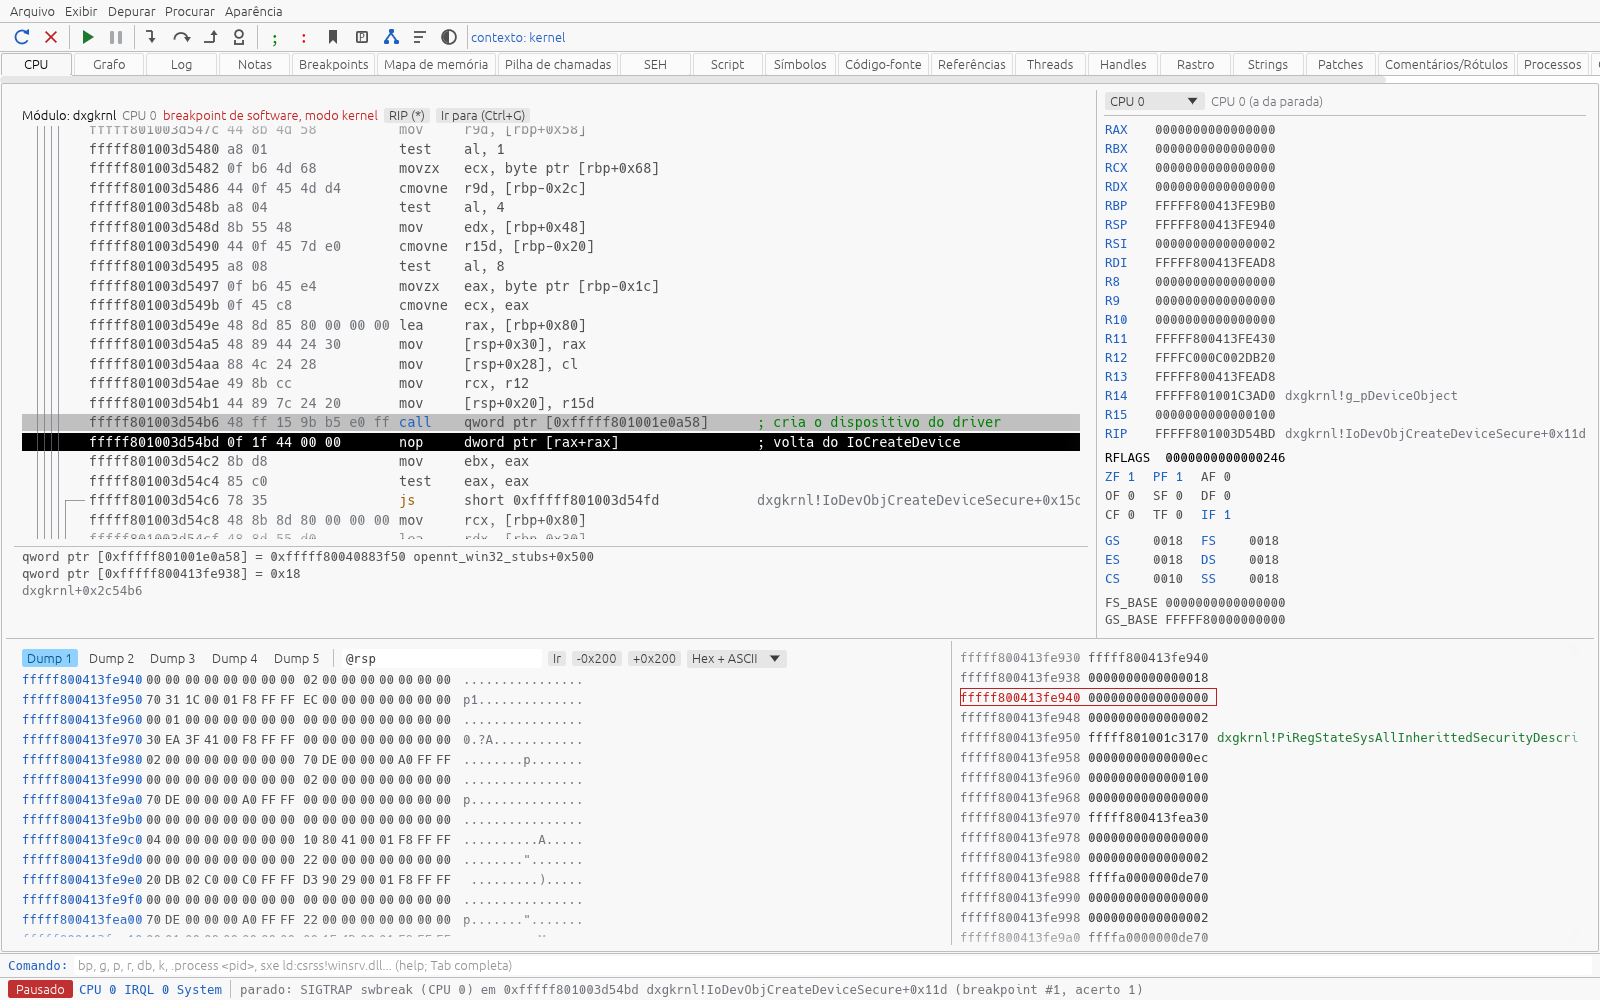 Arquivo Exibir Depurar Procurar Aparência
contexto: kernel
CPU Grafo Log Notas Breakpoints Mapa de memória Pilha de chamadas SEH Script Símbolos Código-fonte Referências Threads Handles Rastro Strings Patches Comentários/Rótulos Processos
Módulo: dxgkrnl CPU 0 breakpoint de software, modo kernel RIP (*) Ir para (Ctrl+G)
fffff801003d547c 44 8b 4d 58 mov r9d, [rbp+0x58]
fffff801003d5480 a8 01 test al, 1
fffff801003d5482 0f b6 4d 68 movzx ecx, byte ptr [rbp+0x68]
fffff801003d5486 44 0f 45 4d d4 cmovne r9d, [rbp-0x2c]
fffff801003d548b a8 04 test al, 4
fffff801003d548d 8b 55 48 mov edx, [rbp+0x48]
fffff801003d5490 44 0f 45 7d e0 cmovne r15d, [rbp-0x20]
fffff801003d5495 a8 08 test al, 8
fffff801003d5497 0f b6 45 e4 movzx eax, byte ptr [rbp-0x1c]
fffff801003d549b 0f 45 c8 cmovne ecx, eax
fffff801003d549e 48 8d 85 80 00 00 00 lea rax, [rbp+0x80]
fffff801003d54a5 48 89 44 24 30 mov [rsp+0x30], rax
fffff801003d54aa 88 4c 24 28 mov [rsp+0x28], cl
fffff801003d54ae 49 8b cc mov rcx, r12
fffff801003d54b1 44 89 7c 24 20 mov [rsp+0x20], r15d
fffff801003d54b6 48 ff 15 9b b5 e0 ff call qword ptr [0xfffff801001e0a58] ; cria o dispositivo do driver
fffff801003d54bd 0f 1f 44 00 00 nop dword ptr [rax+rax] ; volta do IoCreateDevice
fffff801003d54c2 8b d8 mov ebx, eax
fffff801003d54c4 85 c0 test eax, eax
fffff801003d54c6 78 35 js short 0xfffff801003d54fd dxgkrnl!IoDevObjCreateDeviceSecure+0x15d
fffff801003d54c8 48 8b 8d 80 00 00 00 mov rcx, [rbp+0x80]
fffff801003d54cf 48 8d 55 d0 lea rdx, [rbp-0x30]
qword ptr [0xfffff801001e0a58] = 0xfffff80040883f50 opennt_win32_stubs+0x500
qword ptr [0xfffff800413fe938] = 0x18
dxgkrnl+0x2c54b6
CPU 0 CPU 0 (a da parada)
RAX 0000000000000000
RBX 0000000000000000
RCX 0000000000000000
RDX 0000000000000000
RBP FFFFF800413FE9B0
RSP FFFFF800413FE940
RSI 0000000000000002
RDI FFFFF800413FEAD8
R8 0000000000000000
R9 0000000000000000
R10 0000000000000000
R11 FFFFF800413FE430
R12 FFFFC000C002DB20
R13 FFFFF800413FEAD8
R14 FFFFF801001C3AD0 dxgkrnl!g_pDeviceObject
R15 0000000000000100
RIP FFFFF801003D54BD dxgkrnl!IoDevObjCreateDeviceSecure+0x11d
RFLAGS 0000000000000246
ZF 1 PF 1 AF 0
OF 0 SF 0 DF 0
CF 0 TF 0 IF 1
GS 0018 FS 0018
ES 0018 DS 0018
CS 0010 SS 0018
FS_BASE 0000000000000000
GS_BASE FFFFF80000000000
Dump 1 Dump 2 Dump 3 Dump 4 Dump 5 @rsp Ir -0x200 +0x200 Hex + ASCII
fffff800413fe940 00 00 00 00 00 00 00 00 02 00 00 00 00 00 00 00 ................
fffff800413fe950 70 31 1C 00 01 F8 FF FF EC 00 00 00 00 00 00 00 p1..............
fffff800413fe960 00 01 00 00 00 00 00 00 00 00 00 00 00 00 00 00 ................
fffff800413fe970 30 EA 3F 41 00 F8 FF FF 00 00 00 00 00 00 00 00 0.?A............
fffff800413fe980 02 00 00 00 00 00 00 00 70 DE 00 00 00 A0 FF FF ........p.......
fffff800413fe990 00 00 00 00 00 00 00 00 02 00 00 00 00 00 00 00 ................
fffff800413fe9a0 70 DE 00 00 00 A0 FF FF 00 00 00 00 00 00 00 00 p...............
fffff800413fe9b0 00 00 00 00 00 00 00 00 00 00 00 00 00 00 00 00 ................
fffff800413fe9c0 04 00 00 00 00 00 00 00 10 80 41 00 01 F8 FF FF ..........A.....
fffff800413fe9d0 00 00 00 00 00 00 00 00 22 00 00 00 00 00 00 00 ........".......
fffff800413fe9e0 20 DB 02 C0 00 C0 FF FF D3 90 29 00 01 F8 FF FF .........).....
fffff800413fe9f0 00 00 00 00 00 00 00 00 00 00 00 00 00 00 00 00 ................
fffff800413fea00 70 DE 00 00 00 A0 FF FF 22 00 00 00 00 00 00 00 p.......".......
fffff800413fe930 fffff800413fe940
fffff800413fe938 0000000000000018
fffff800413fe940 0000000000000000
fffff800413fe948 0000000000000002
fffff800413fe950 fffff801001c3170 dxgkrnl!PiRegStateSysAllInherittedSecurityDescri
fffff800413fe958 00000000000000ec
fffff800413fe960 0000000000000100
fffff800413fe968 0000000000000000
fffff800413fe970 fffff800413fea30
fffff800413fe978 0000000000000000
fffff800413fe980 0000000000000002
fffff800413fe988 ffffa0000000de70
fffff800413fe990 0000000000000000
fffff800413fe998 0000000000000002
fffff800413fe9a0 ffffa0000000de70
Comando: bp, g, p, r, db, k, .process <pid>, sxe ld:csrss!winsrv.dll... (help; Tab completa)
Pausado CPU 0 IRQL 0 System parado: SIGTRAP swbreak (CPU 0) em 0xfffff801003d54bd dxgkrnl!IoDevObjCreateDeviceSecure+0x11d (breakpoint #1, acerto 1)